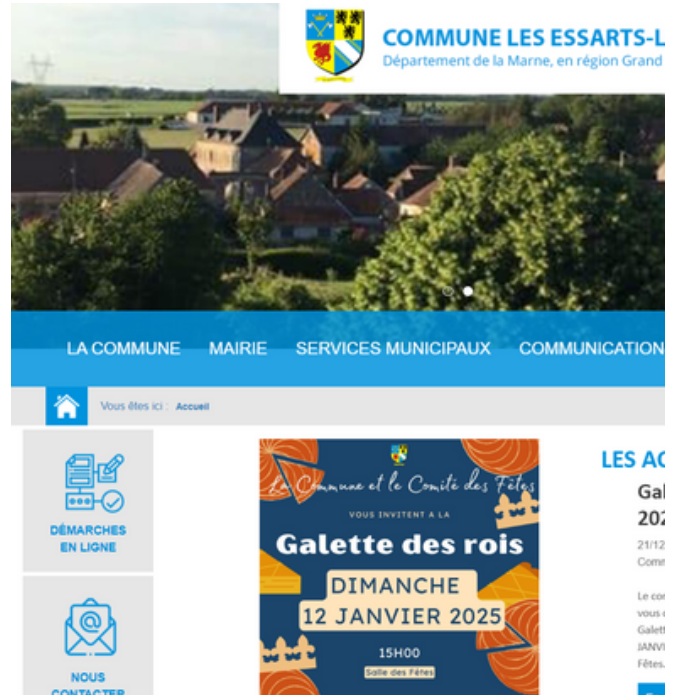 COMMUNE LES ESSARTS-L
Département de la Marne, en région Grand
LA COMMUNE MAIRIE SERVICES MUNICIPAUX COMMUNICATION
Vous êtes ici : Accueil
DÉMARCHES
EN LIGNE
NOUS
CONTACTER
La Commune et le Comité des Fêtes
VOUS INVITENT A LA
Galette des rois
DIMANCHE
12 JANVIER 2025
15H00
Salle des Fêtes
LES AC
Gal
202
21/12
Comm
Le com
vous
Galett
JANVI
Fêtes.